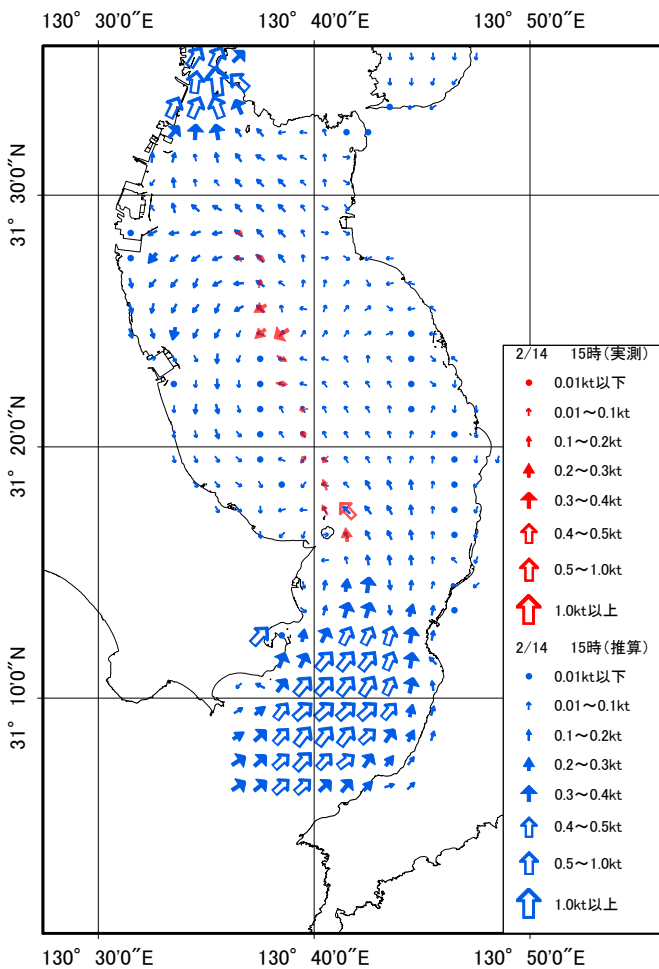 130° 30′0″E 130° 40′0″E 130° 50′0″E
31° 30′0″N
31° 20′0″N
31° 10′0″N
2/14 15時(実測)
0.01kt以下
0.01～0.1kt
0.1～0.2kt
0.2～0.3kt
0.3～0.4kt
0.4～0.5kt
0.5～1.0kt
1.0kt以上
2/14 15時(推算)
0.01kt以下
0.01～0.1kt
0.1～0.2kt
0.2～0.3kt
0.3～0.4kt
0.4～0.5kt
0.5～1.0kt
1.0kt以上
130° 30′0″E 130° 40′0″E 130° 50′0″E